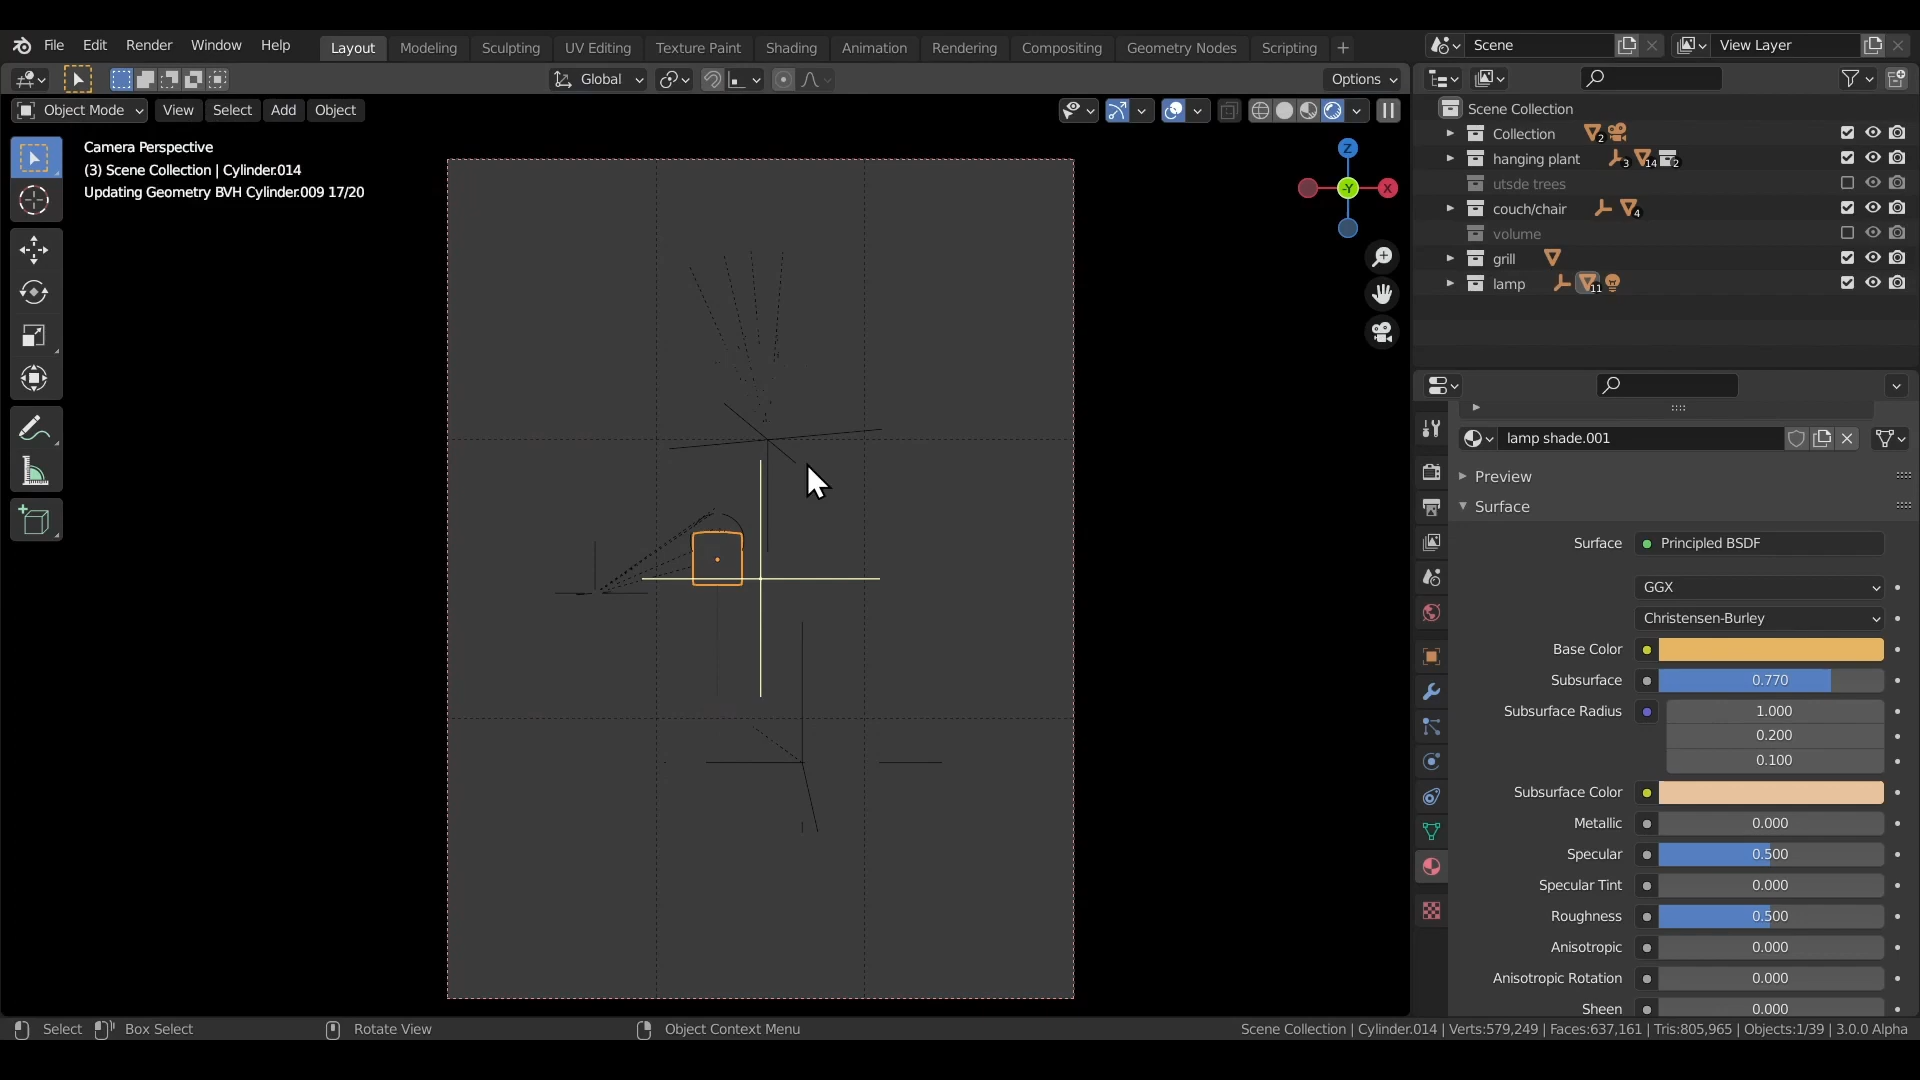 File Edit Render Window Help Layout Modeling Sculpting UV Editing Texture Paint Shading Animation Rendering Compositing Geometry Nodes Scripting + Scene View Layer
Global Options
Object Mode View Select Add Object
Camera Perspective
(3) Scene Collection | Cylinder.014
Updating Geometry BVH Cylinder.009 17/20
Z
-Y
X
Scene Collection
Collection 2
hanging plant 3 14 2
utsde trees
couch/chair 4
volume
grill
lamp 11
lamp shade.001
Preview
Surface
Surface Principled BSDF
GGX
Christensen-Burley
Base Color
Subsurface 0.770
Subsurface Radius 1.000
0.200
0.100
Subsurface Color
Metallic 0.000
Specular 0.500
Specular Tint 0.000
Roughness 0.500
Anisotropic 0.000
Anisotropic Rotation 0.000
Sheen 0.000
Select Box Select Rotate View Object Context Menu Scene Collection | Cylinder.014 | Verts:579,249 | Faces:637,161 | Tris:805,965 | Objects:1/39 | 3.0.0 Alpha